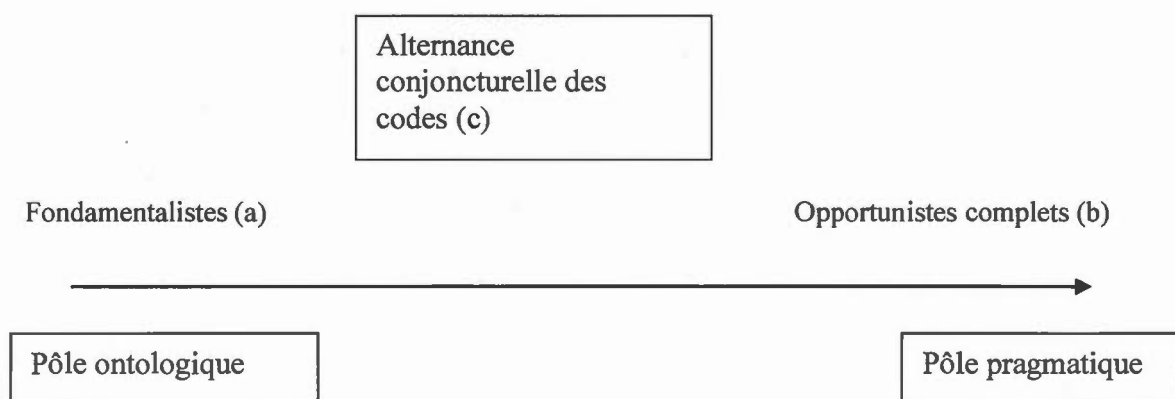 Alternance
conjoncturelle des
codes (c)
Fondamentalistes (a)
Opportunistes complets (b)
Pôle ontologique
Pôle pragmatique